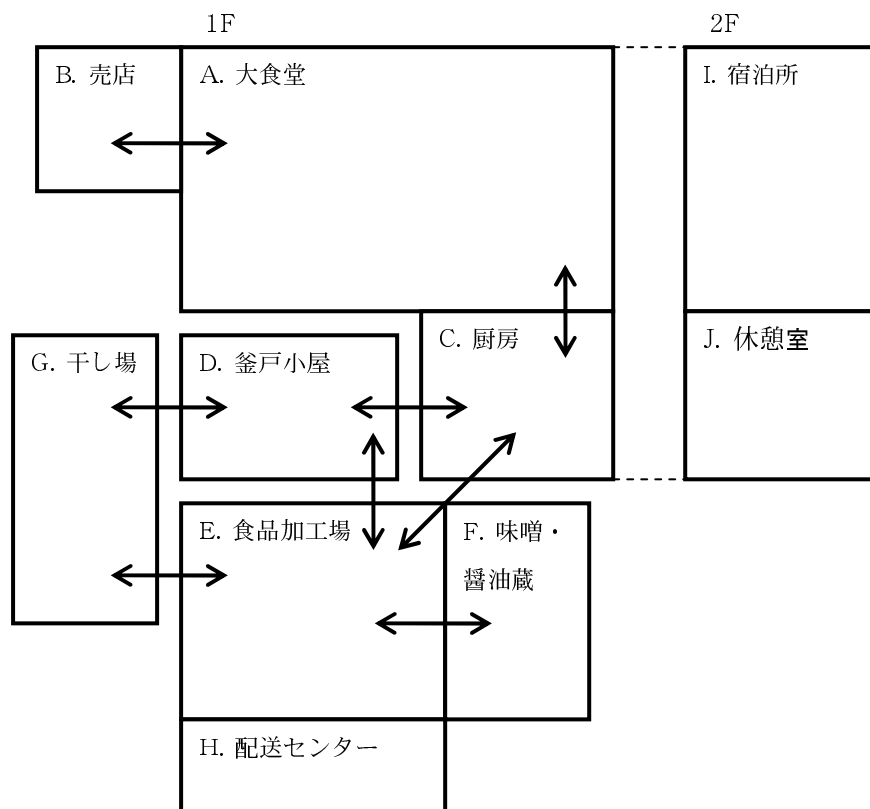 1F
2F
B. 売店
A. 大食堂
I. 宿泊所
G. 干し場
D. 釜戸小屋
C. 厨房
J. 休憩室
E. 食品加工場
F. 味噌・
醤油蔵
H. 配送センター